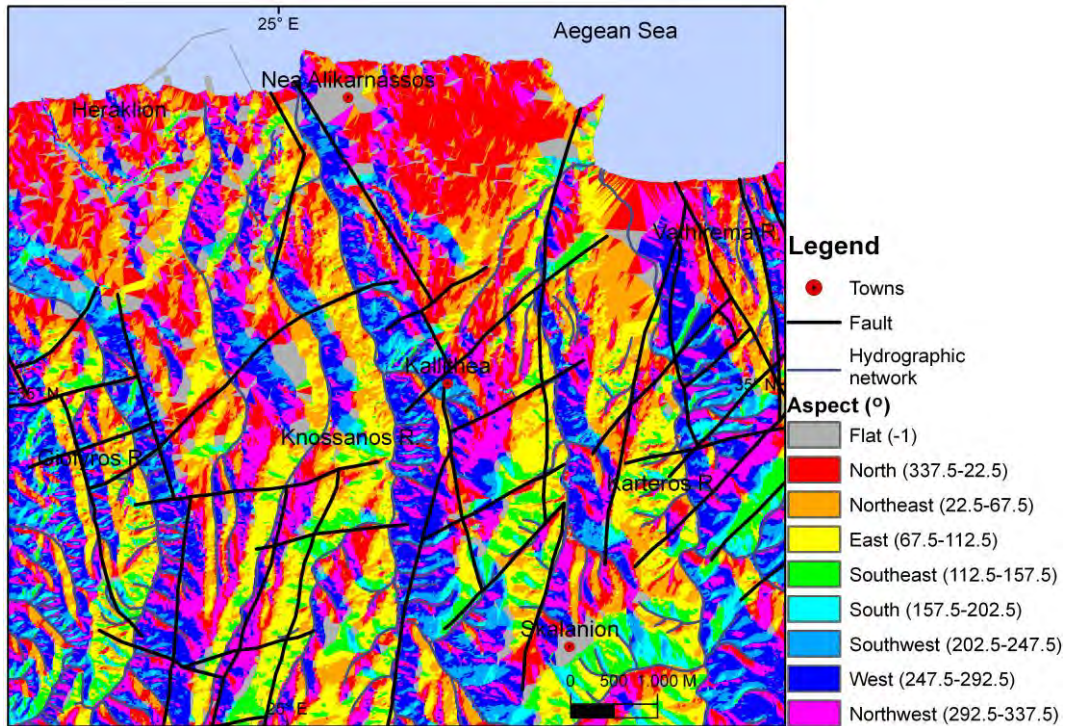 25° E
Aegean Sea
Nea Alikarnassos
Heraklion
Vathirema R.
Kallithea
35° N
35° N
Knossanos R.
Giofyros R.
Karteros R.
Skalanion
0 500 1.000 M
25° E
Legend
Towns
Fault
Hydrographic
network
Aspect (º)
Flat (-1)
North (337.5-22.5)
Northeast (22.5-67.5)
East (67.5-112.5)
Southeast (112.5-157.5)
South (157.5-202.5)
Southwest (202.5-247.5)
West (247.5-292.5)
Northwest (292.5-337.5)